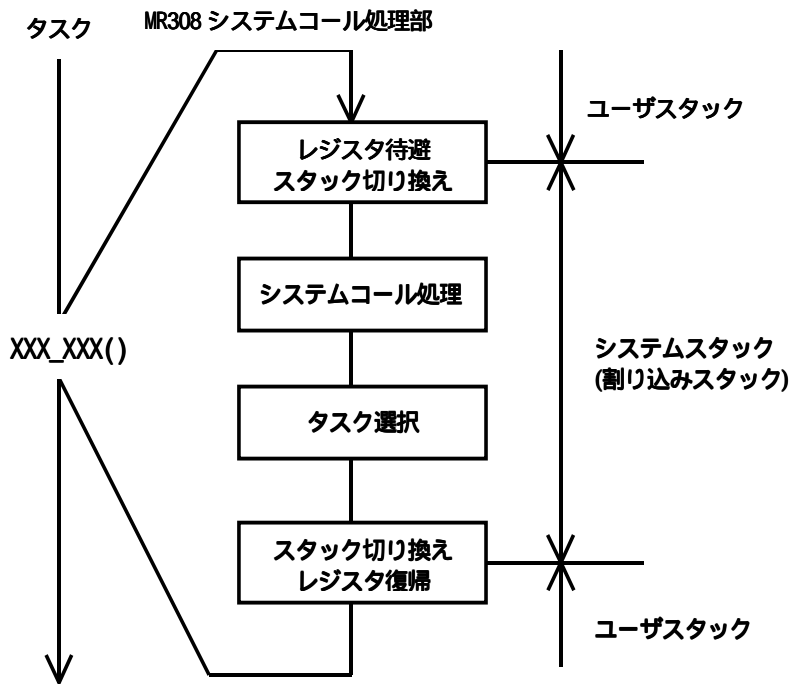 タスク
MR308 システムコール処理部
ユーザスタック
レジスタ待避
スタック切り換え
システムコール処理
XXX_XXX()
システムスタック
(割り込みスタック)
タスク選択
スタック切り換え
レジスタ復帰
ユーザスタック